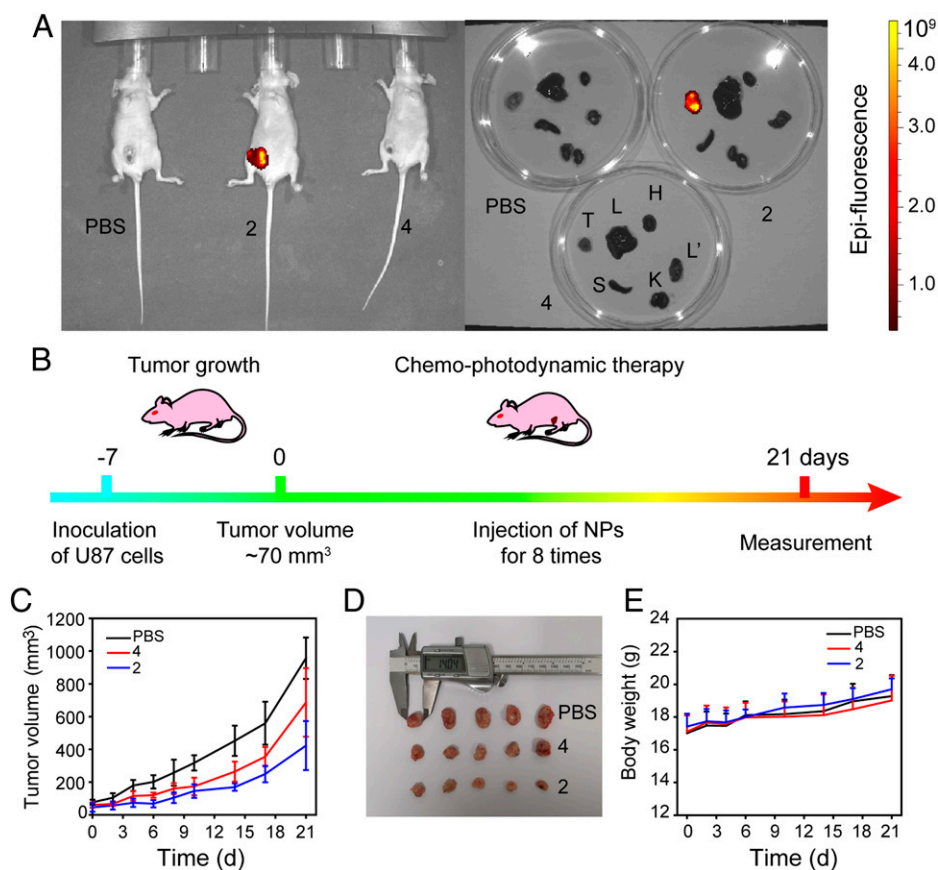 A
PBS
2
4
PBS
2
4
T
L
H
L'
S
K
Epi-fluorescence
10⁹
4.0
3.0
2.0
1.0
B
Tumor growth
Chemo-photodynamic therapy
-7
0
21 days
Inoculation
of U87 cells
Tumor volume
~70 mm³
Injection of NPs
for 8 times
Measurement
C
Tumor volume (mm³)
1200
1000
800
600
400
200
0
PBS
4
2
0 3 6 9 12 15 18 21
Time (d)
D
PBS
4
2
E
Body weight (g)
24
22
20
18
16
14
12
PBS
4
2
0 3 6 9 12 15 18 21
Time (d)